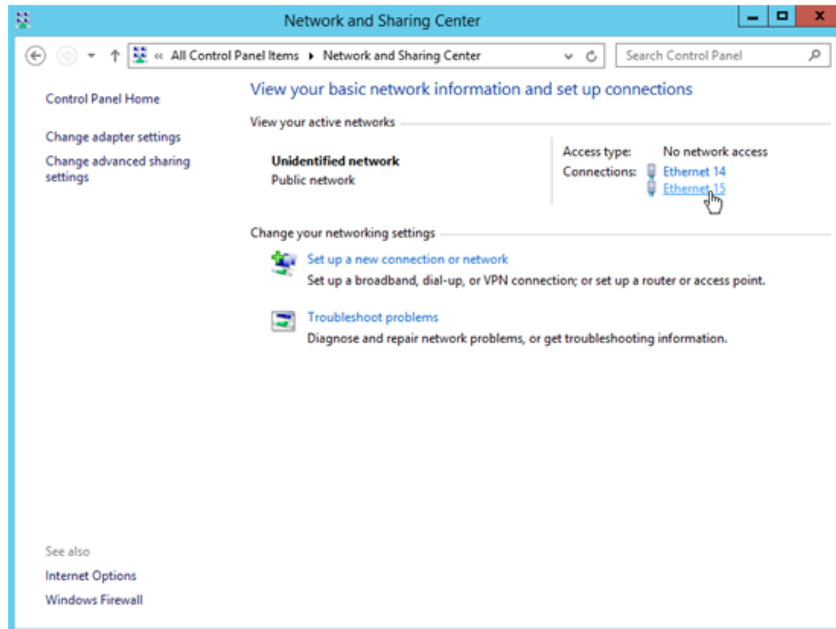 Network and Sharing Center
« All Control Panel Items Network and Sharing Center
Search Control Panel
Control Panel Home
Change adapter settings
Change advanced sharing
settings
View your basic network information and set up connections
View your active networks
Unidentified network
Public network
Access type: No network access
Connections: Ethernet 14
Ethernet 15
Change your networking settings
Set up a new connection or network
Set up a broadband, dial-up, or VPN connection; or set up a router or access point.
Troubleshoot problems
Diagnose and repair network problems, or get troubleshooting information.
See also
Internet Options
Windows Firewall